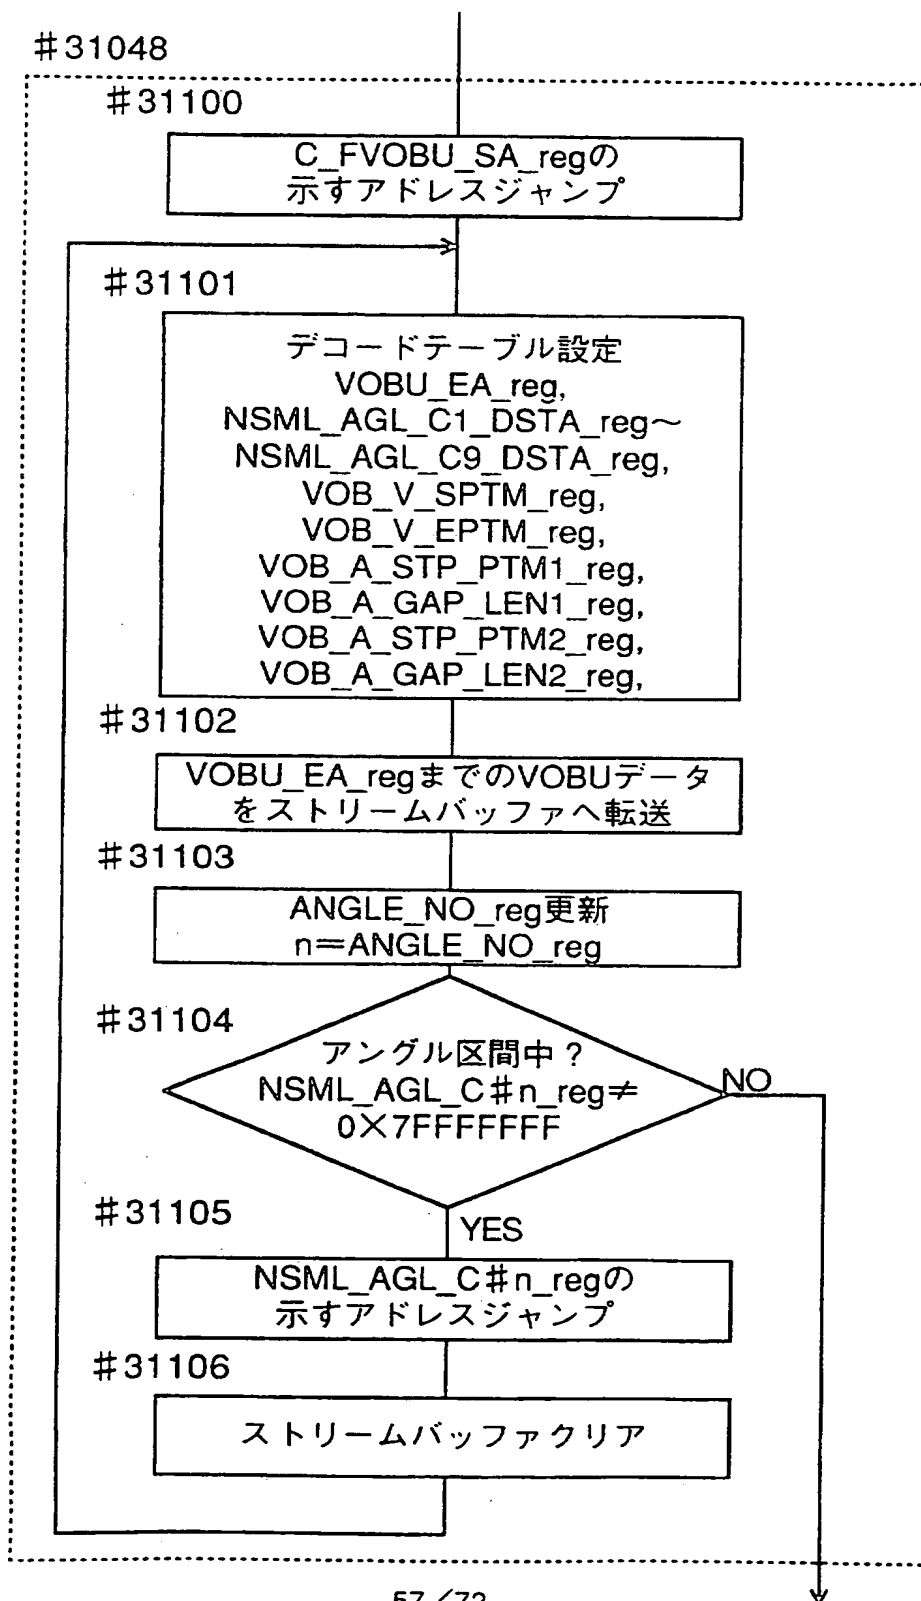 #31048
#31100
C_FVOBU_SA_regの
示すアドレスジャンプ
#31101
デコードテーブル設定
VOBU_EA_reg,
NSML_AGL_C1_DSTA_reg~
NSML_AGL_C9_DSTA_reg,
VOB_V_SPTM_reg,
VOB_V_EPTM_reg,
VOB_A_STP_PTM1_reg,
VOB_A_GAP_LEN1_reg,
VOB_A_STP_PTM2_reg,
VOB_A_GAP_LEN2_reg,
#31102
VOBU_EA_regまでのVOBUデータ
をストリームバッファへ転送
#31103
ANGLE_NO_reg更新
n=ANGLE_NO_reg
#31104
アングル区間中?
NSML_AGL_C#n_reg≠
0×7FFFFFFF
NO
#31105
YES
NSML_AGL_C#n_regの
示すアドレスジャンプ
#31106
ストリームバッファクリア
57/72